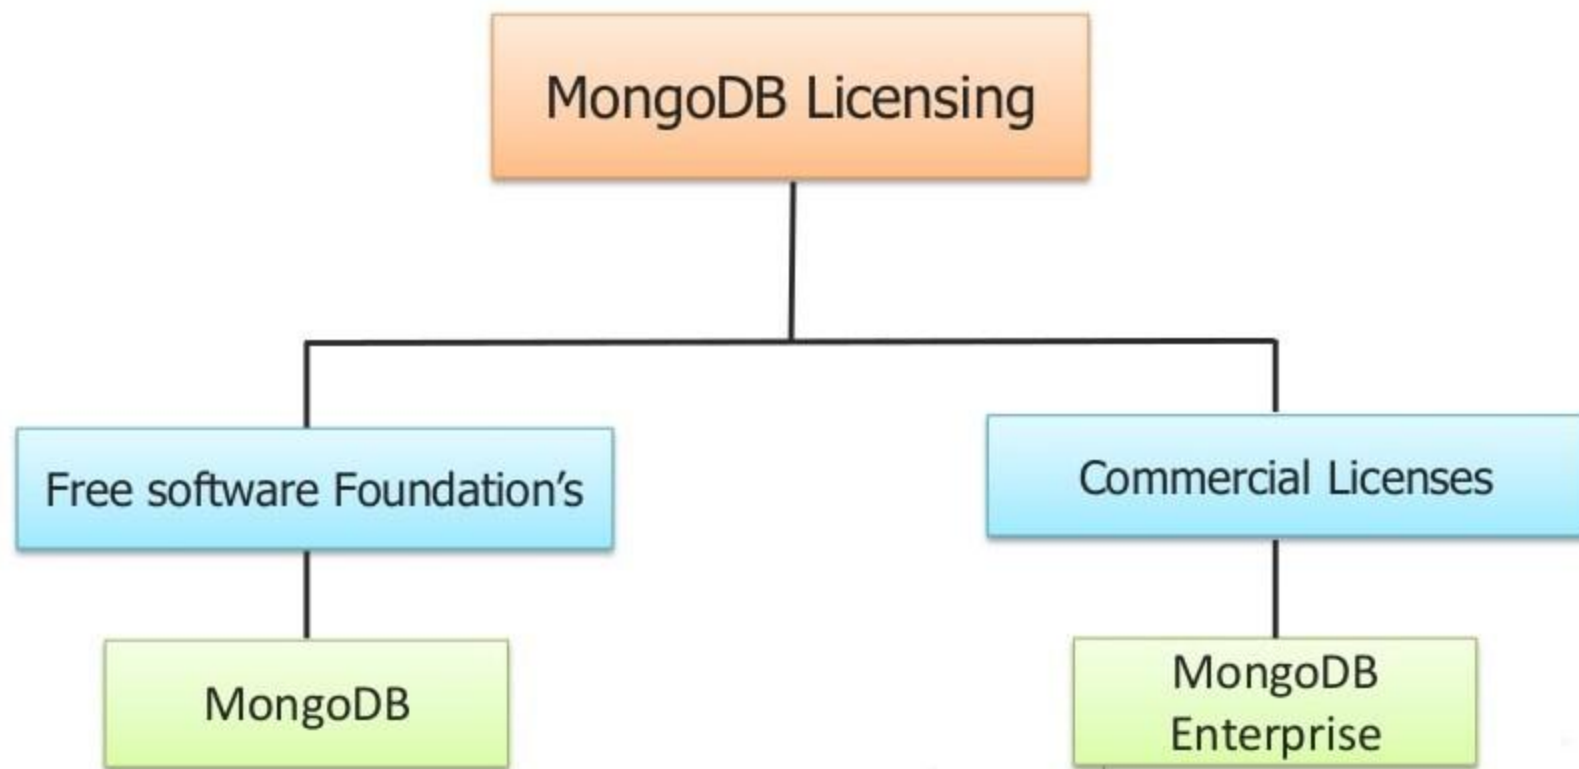 MongoDB Licensing
Free software Foundation’s
Commercial Licenses
MongoDB
MongoDB
Enterprise